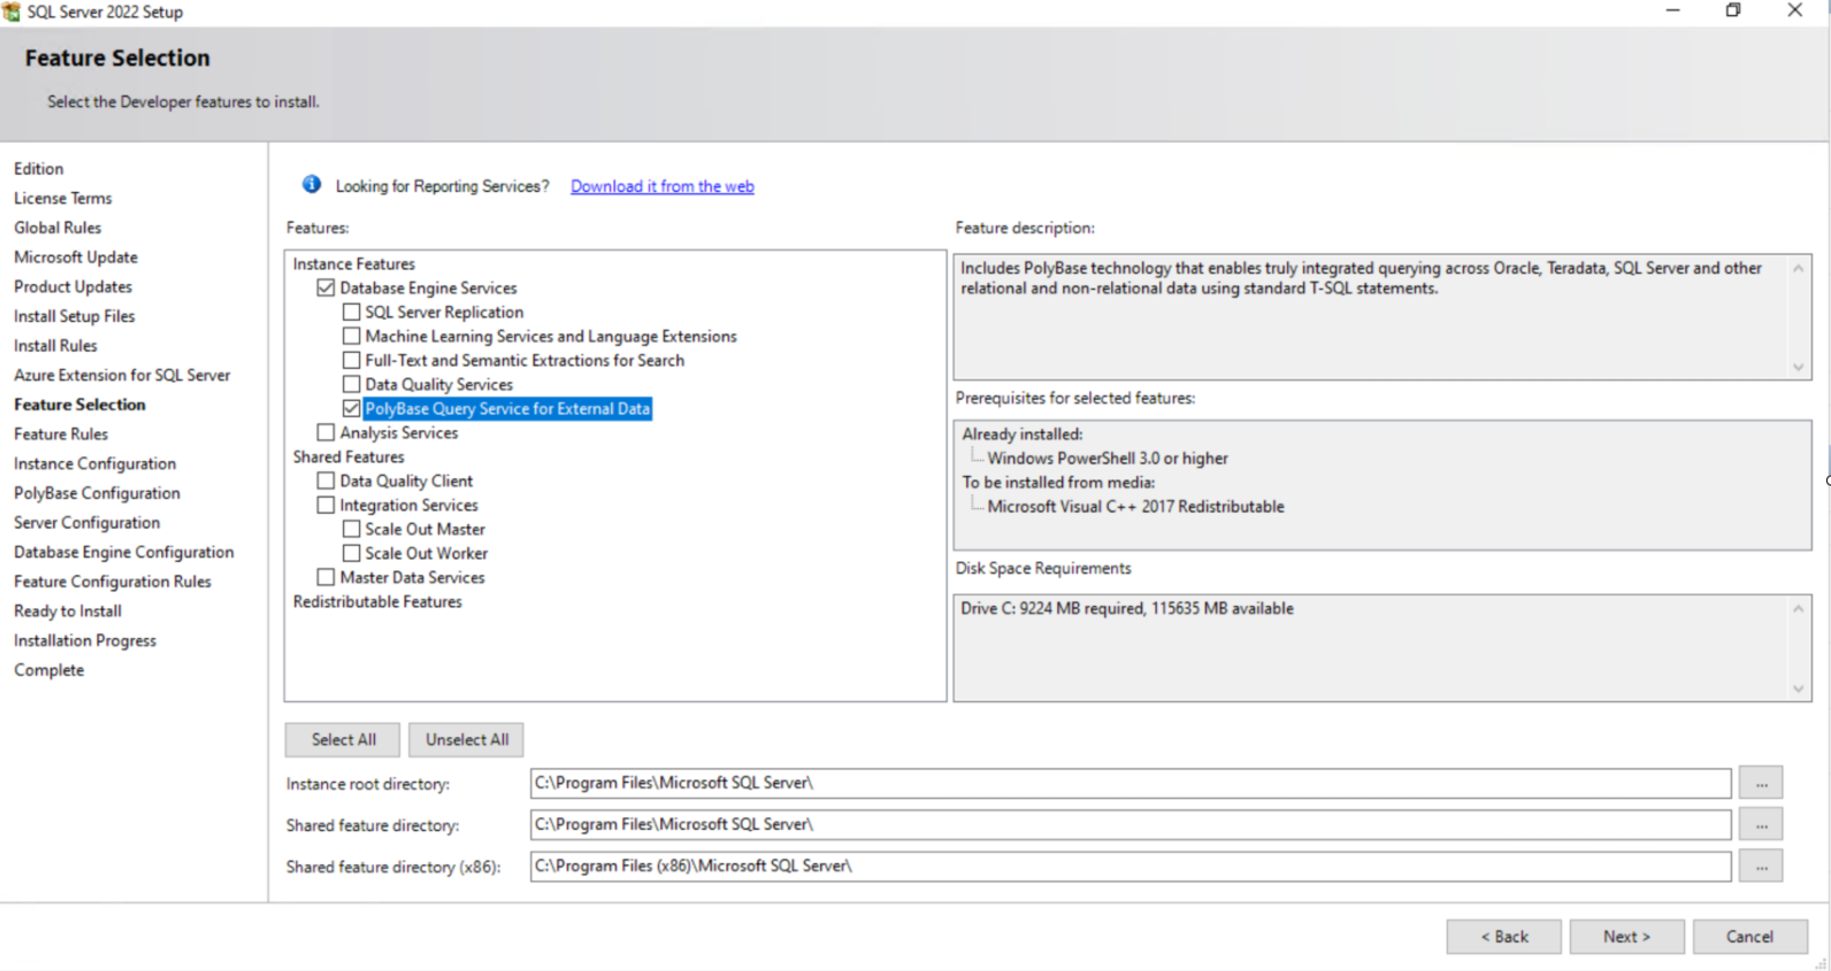 SQL Server 2022 Setup
Feature Selection
Select the Developer features to install.
Edition
License Terms
Global Rules
Microsoft Update
Product Updates
Install Setup Files
Install Rules
Azure Extension for SQL Server
Feature Selection
Feature Rules
Instance Configuration
PolyBase Configuration
Server Configuration
Database Engine Configuration
Feature Configuration Rules
Ready to Install
Installation Progress
Complete
Looking for Reporting Services? Download it from the web
Features:
Instance Features
Database Engine Services
SQL Server Replication
Machine Learning Services and Language Extensions
Full-Text and Semantic Extractions for Search
Data Quality Services
PolyBase Query Service for External Data
Analysis Services
Shared Features
Data Quality Client
Integration Services
Scale Out Master
Scale Out Worker
Master Data Services
Redistributable Features
Feature description:
Includes PolyBase technology that enables truly integrated querying across Oracle, Teradata, SQL Server and other
relational and non-relational data using standard T-SQL statements.
Prerequisites for selected features:
Already installed:
Windows PowerShell 3.0 or higher
To be installed from media:
Microsoft Visual C++ 2017 Redistributable
Disk Space Requirements
Drive C: 9224 MB required, 115635 MB available
Select All
Unselect All
Instance root directory: C:\Program Files\Microsoft SQL Server\ ...
Shared feature directory: C:\Program Files\Microsoft SQL Server\ ...
Shared feature directory (x86): C:\Program Files (x86)\Microsoft SQL Server\ ...
< Back
Next >
Cancel